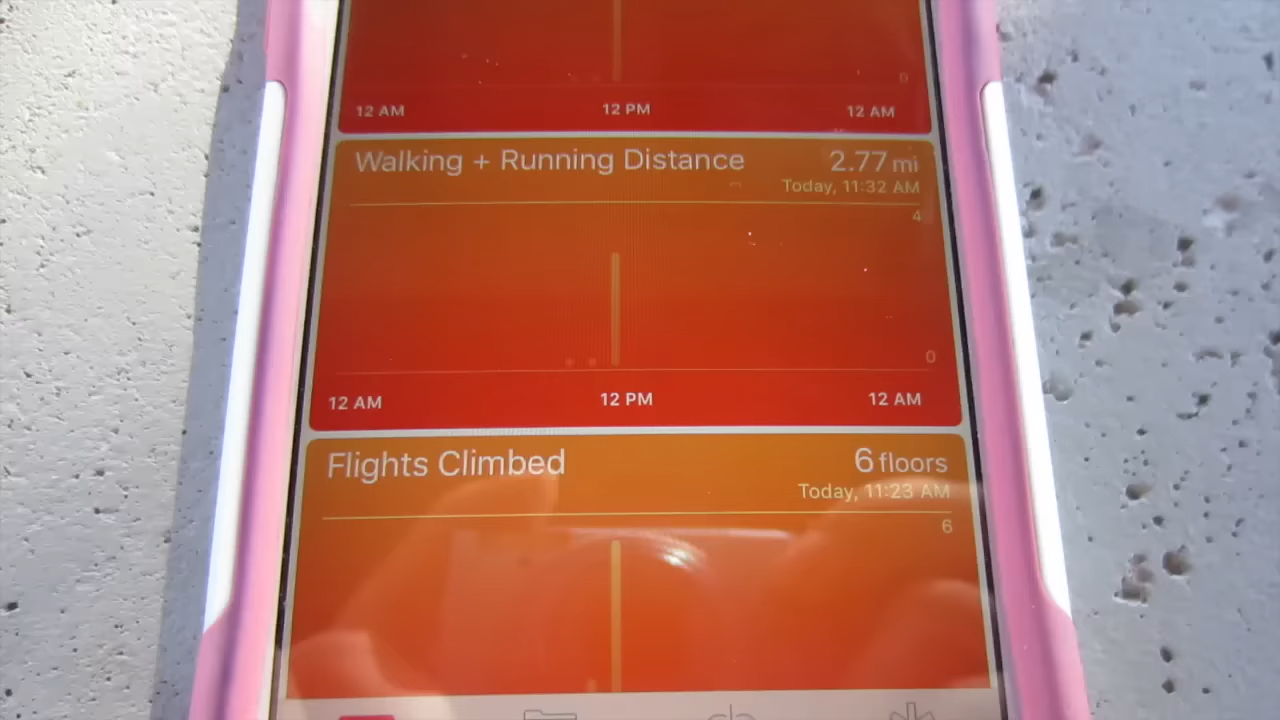 0
12 AM 12 PM 12 AM
Walking + Running Distance 2.77 mi
Today, 11:32 AM
4
0
12 AM 12 PM 12 AM
Flights Climbed 6 floors
Today, 11:23 AM
6